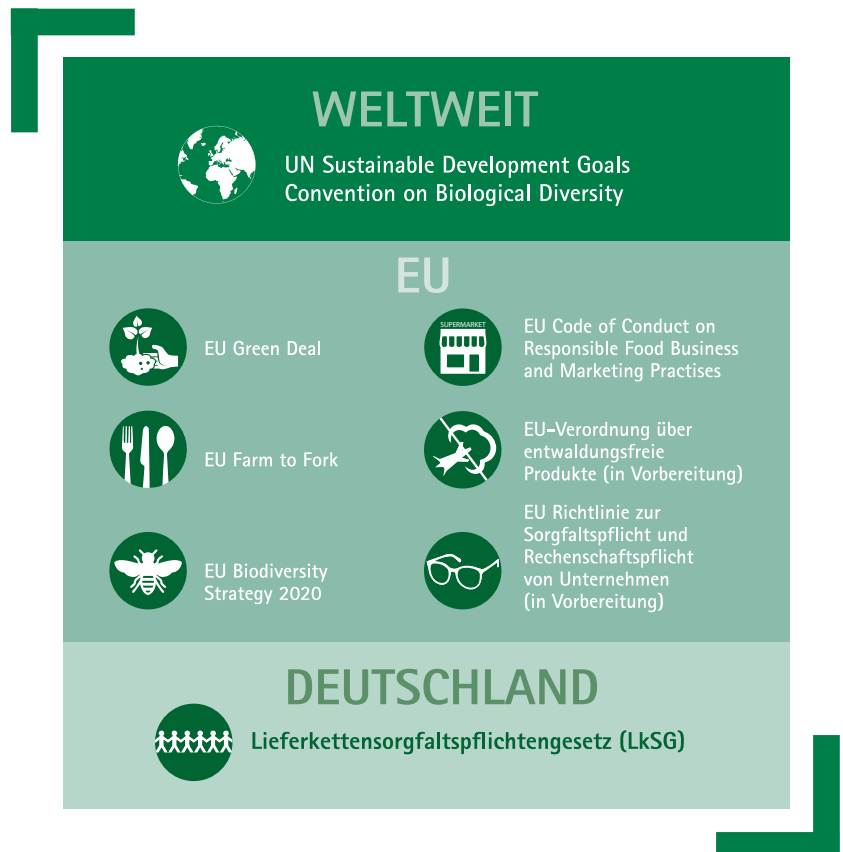 WELTWEIT
UN Sustainable Development Goals
Convention on Biological Diversity
EU
EU Green Deal
EU Farm to Fork
EU Biodiversity
Strategy 2020
SUPERMARKET
EU Code of Conduct on
Responsible Food Business
and Marketing Practises
EU-Verordnung über
entwaldungsfreie
Produkte (in Vorbereitung)
EU Richtlinie zur
Sorgfaltspflicht und
Rechenschaftspflicht
von Unternehmen
(in Vorbereitung)
DEUTSCHLAND
Lieferkettensorgfaltspflichtengesetz (LkSG)